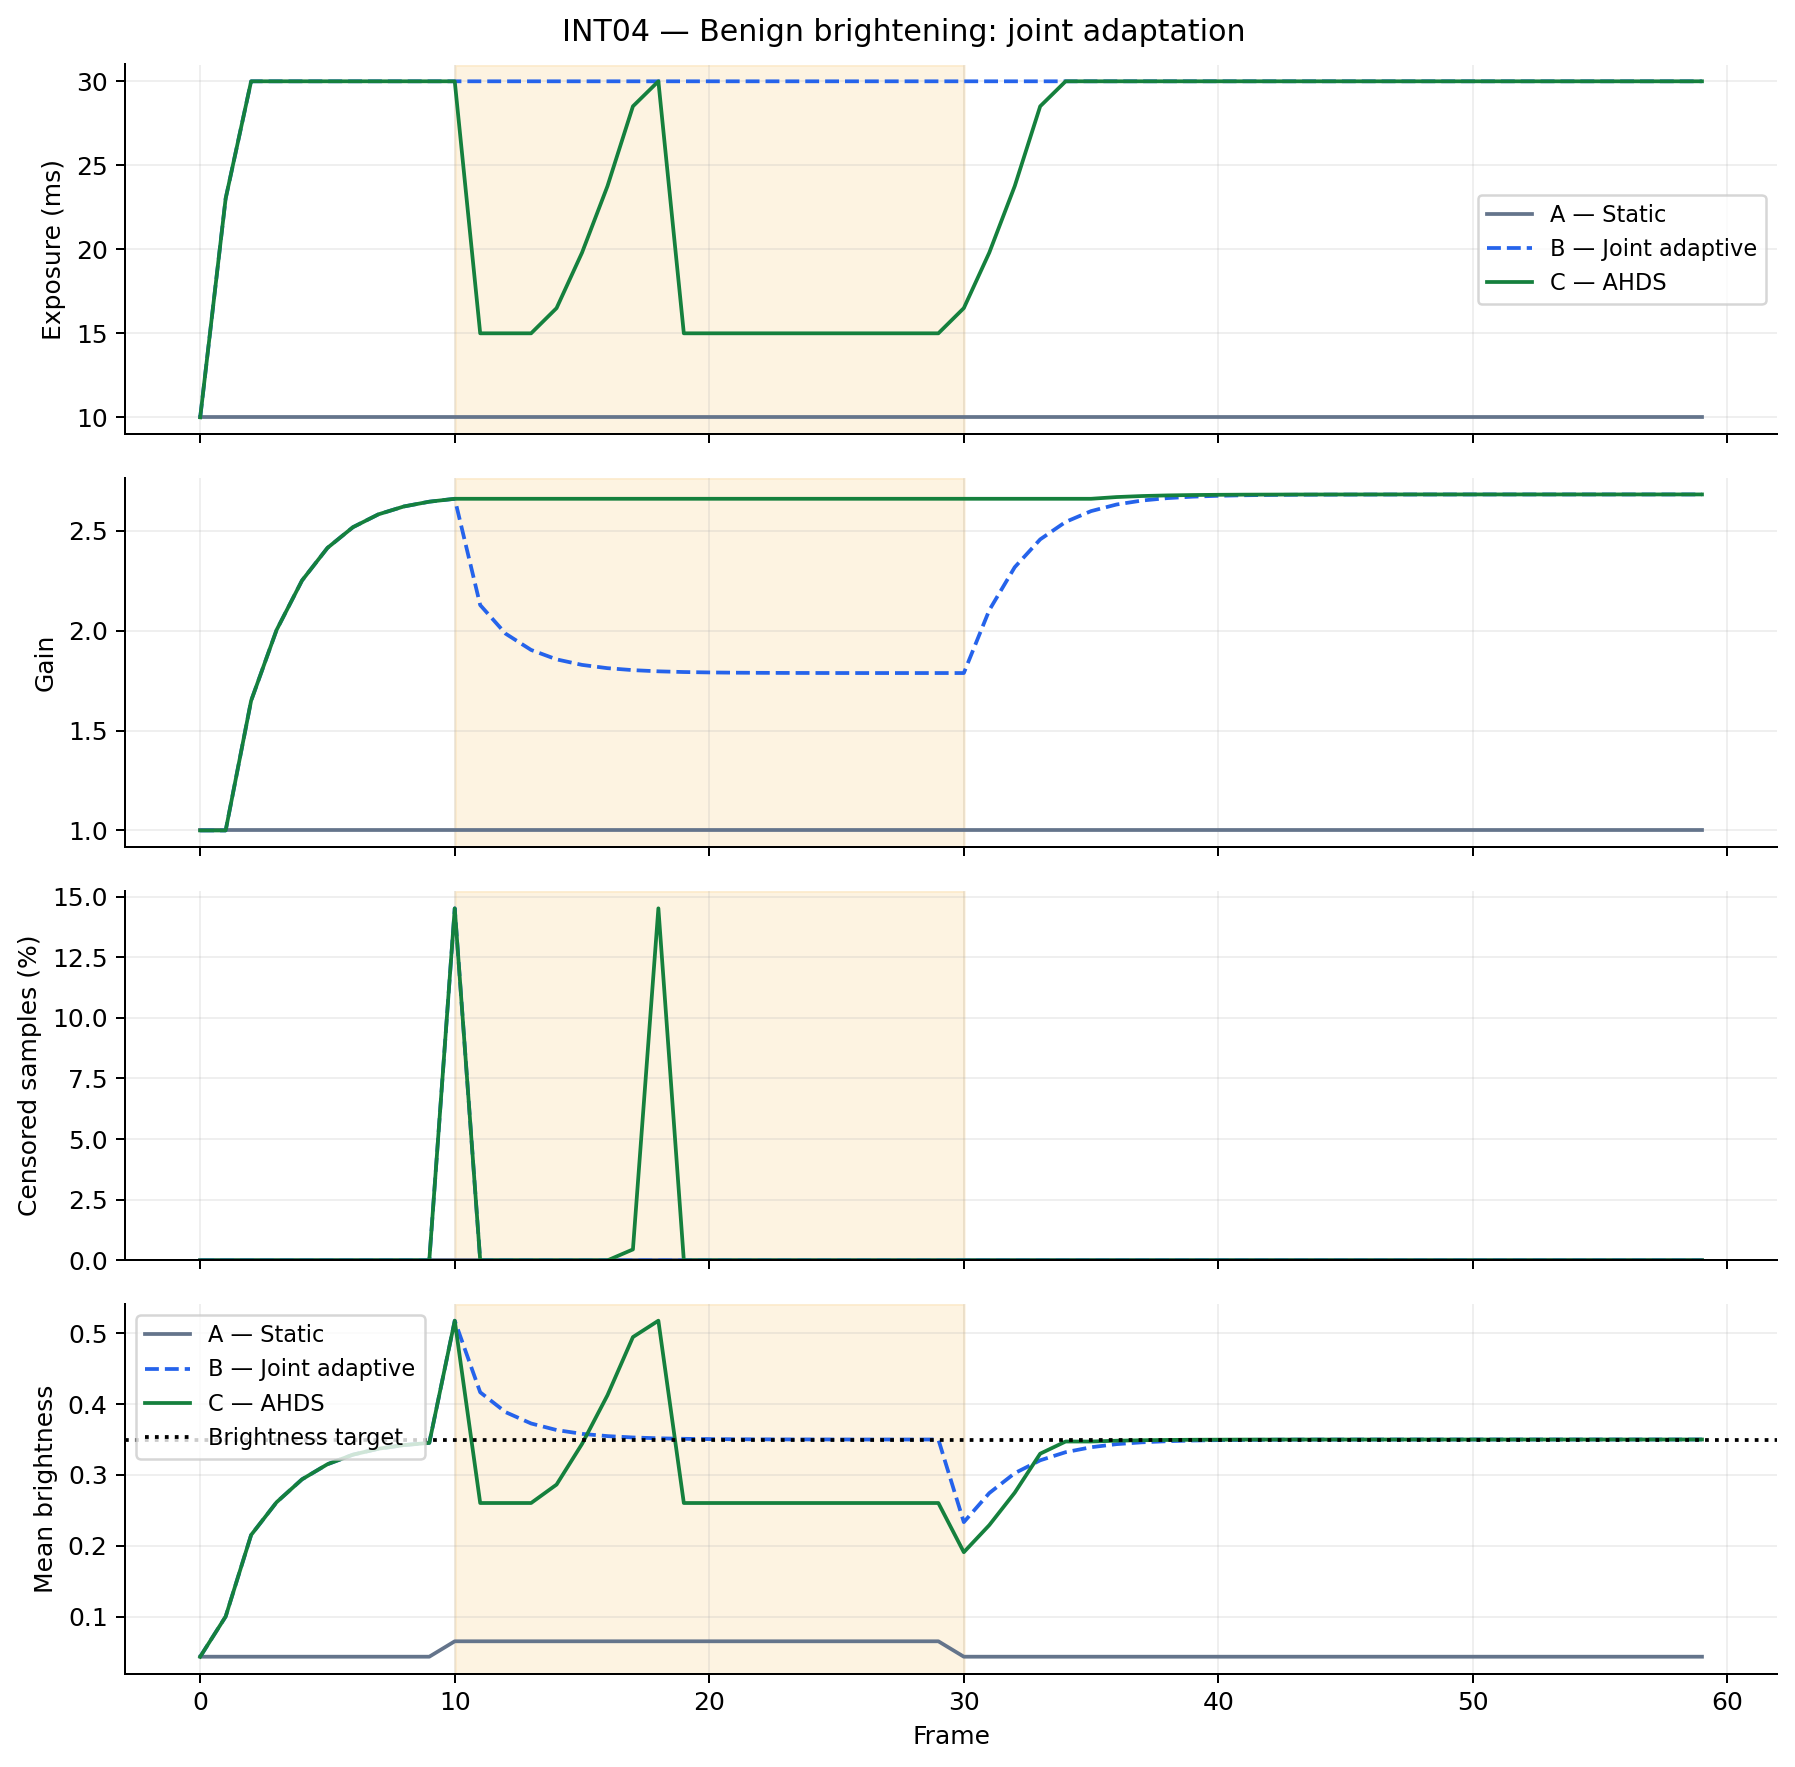 INT04 — Benign brightening: joint adaptation
Exposure (ms)
30
25
20
15
10
A — Static
B — Joint adaptive
C — AHDS
Gain
2.5
2.0
1.5
1.0
Censored samples (%)
15.0
12.5
10.0
7.5
5.0
2.5
0.0
Mean brightness
0.5
0.4
0.3
0.2
0.1
A — Static
B — Joint adaptive
C — AHDS
Brightness target
0 10 20 30 40 50 60
Frame